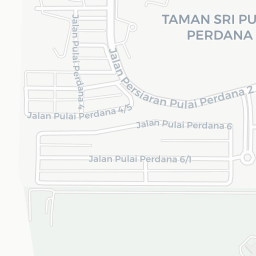 TAMAN SRI PU
PERDANA
Jalan Pulai Perdana 4
Jalan Persiaran Pulai Perdana 2
Jalan Pulai Perdana 4/5
Jalan Pulai Perdana 6
Jalan Pulai Perdana 6/1